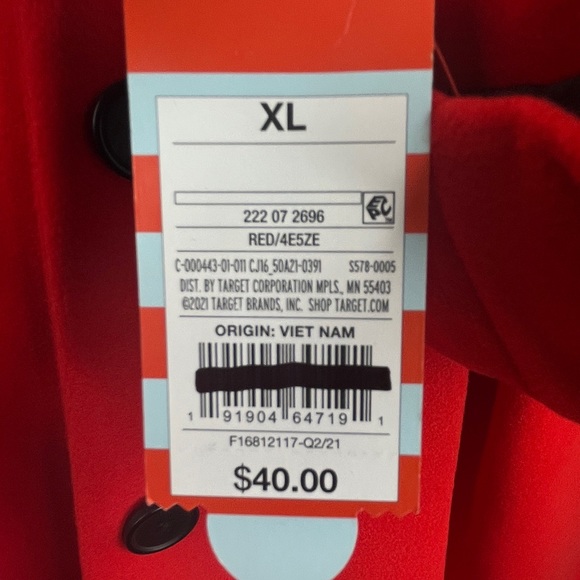 XL
222 07 2696
RED/4E5ZE
C-000443-01-011 CJ16_50A21-0391 S578-0005
DIST. BY TARGET CORPORATION MPLS., MN 55403
©2021 TARGET BRANDS, INC. SHOP TARGET.COM
ORIGIN: VIET NAM
1 91904 64719 1
F16812117-Q2/21
$40.00